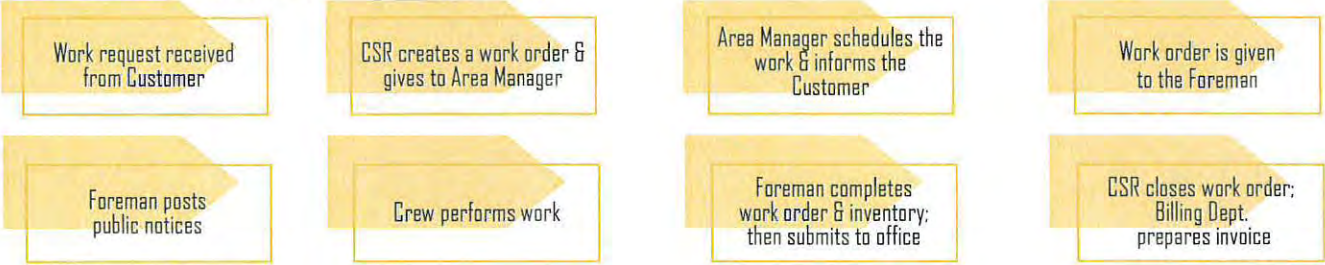 Work request received
from Customer
CSR creates a work order &
gives to Area Manager
Area Manager schedules the
work & informs the
Customer
Work order is given
to the Foreman
Foreman posts
public notices
Crew performs work
Foreman completes
work order & inventory;
then submits to office
CSR closes work order;
Billing Dept.
prepares invoice